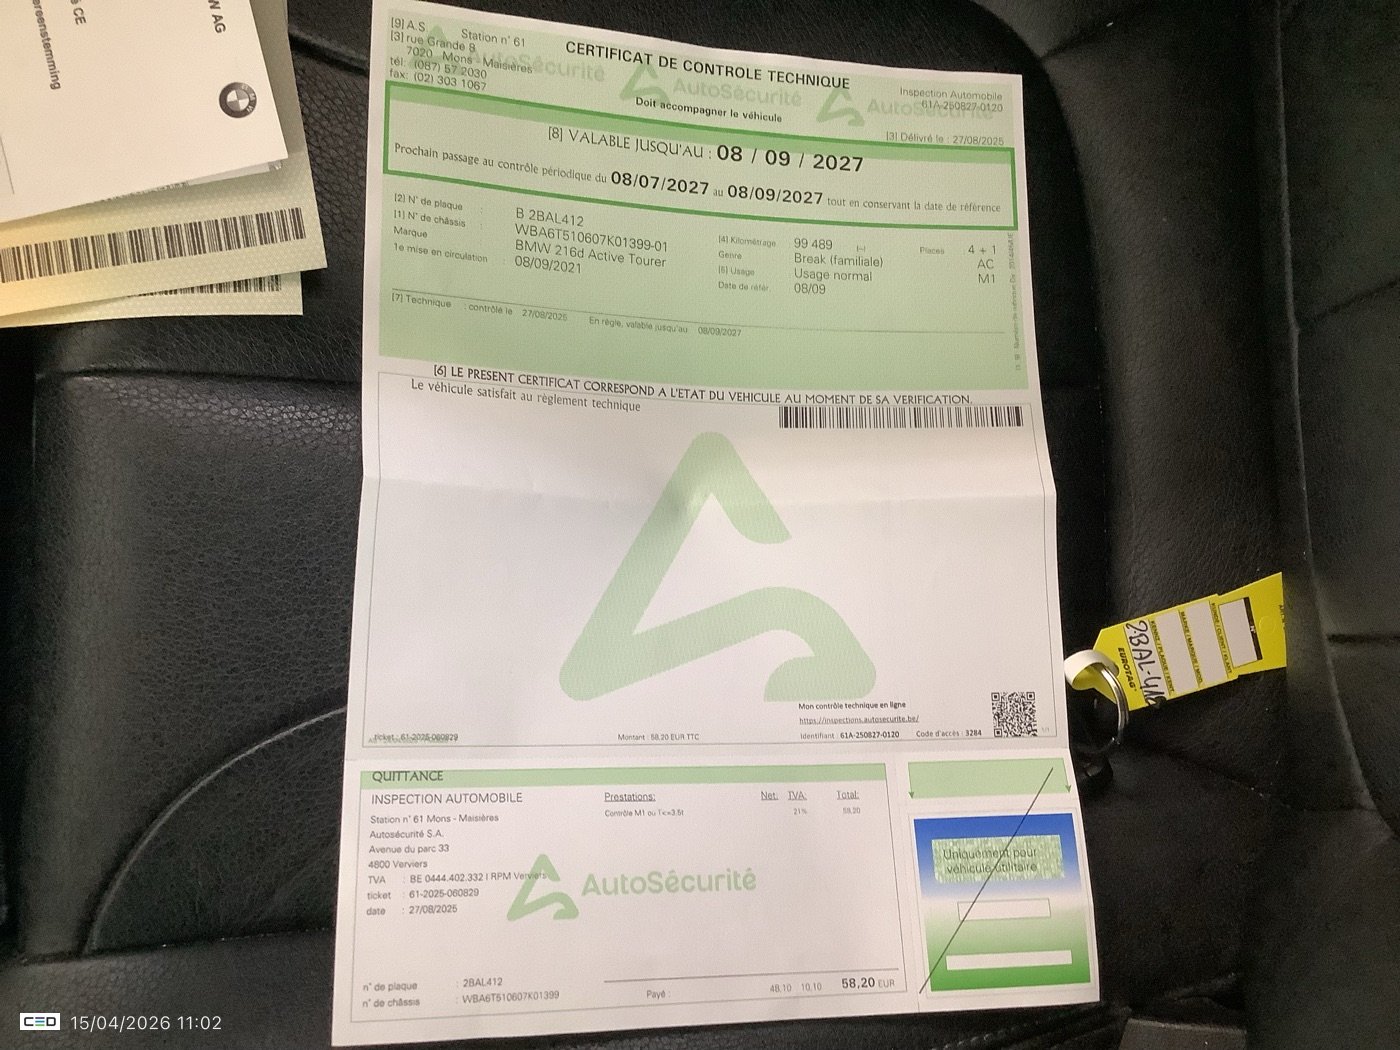 W AG
é CE
ereenstemming
[9] A.S
Station n° 61
[3] rue Grande 8
7020 Mons - Maisières
tél: (087) 57 2030
fax: (02) 303 1067
CERTIFICAT DE CONTROLE TECHNIQUE
Doit accompagner le véhicule
Inspection Automobile
61A-250827-0120
[3] Délivré le : 27/08/2025
AutoSécurité
AutoSécurité
AutoSécurité
[8] VALABLE JUSQU'AU : 08 / 09 / 2027
Prochain passage au contrôle périodique du 08/07/2027 au 08/09/2027 tout en conservant la date de référence
[2] N° de plaque : B 2BAL412
[1] N° de châssis : WBA6T510607K01399-01
Marque BMW 216d Active Tourer
1e mise en circulation : 08/09/2021
[4] Kilométrage 99 489 Places 4 + 1
Genre Break (familiale) AC
[5] Usage Usage normal M1
Date de référ. 08/09
[7] Technique : contrôlé le 27/08/2025 En règle, valable jusqu'au 08/09/2027
[6] LE PRESENT CERTIFICAT CORRESPOND A L'ETAT DU VEHICULE AU MOMENT DE SA VERIFICATION.
Le véhicule satisfait au règlement technique
Mon contrôle technique en ligne
https://inspections.autosecurite.be/
ticket : 61-2025-060829
Montant : 58.20 EUR TTC
Identifiant : 61A-250827-0120 Code d'accès : 3284
1/1
QUITTANCE
INSPECTION AUTOMOBILE
Station n° 61 Mons - Maisières
Autosécurité S.A.
Avenue du parc 33
4800 Verviers
TVA : BE 0444.402.332 | RPM Verviers
ticket : 61-2025-060829
date : 27/08/2025
Prestations: Net: TVA: Total:
Contrôle M1 ou T<=3.5t 21% 58.20
AutoSécurité
n° de plaque : 2BAL412
n° de châssis : WBA6T510607K01399
Payé : 48.10 10.10 58,20 EUR
Uniquement pour
véhicule utilitaire
EUROTAG
CED 15/04/2026 11:02